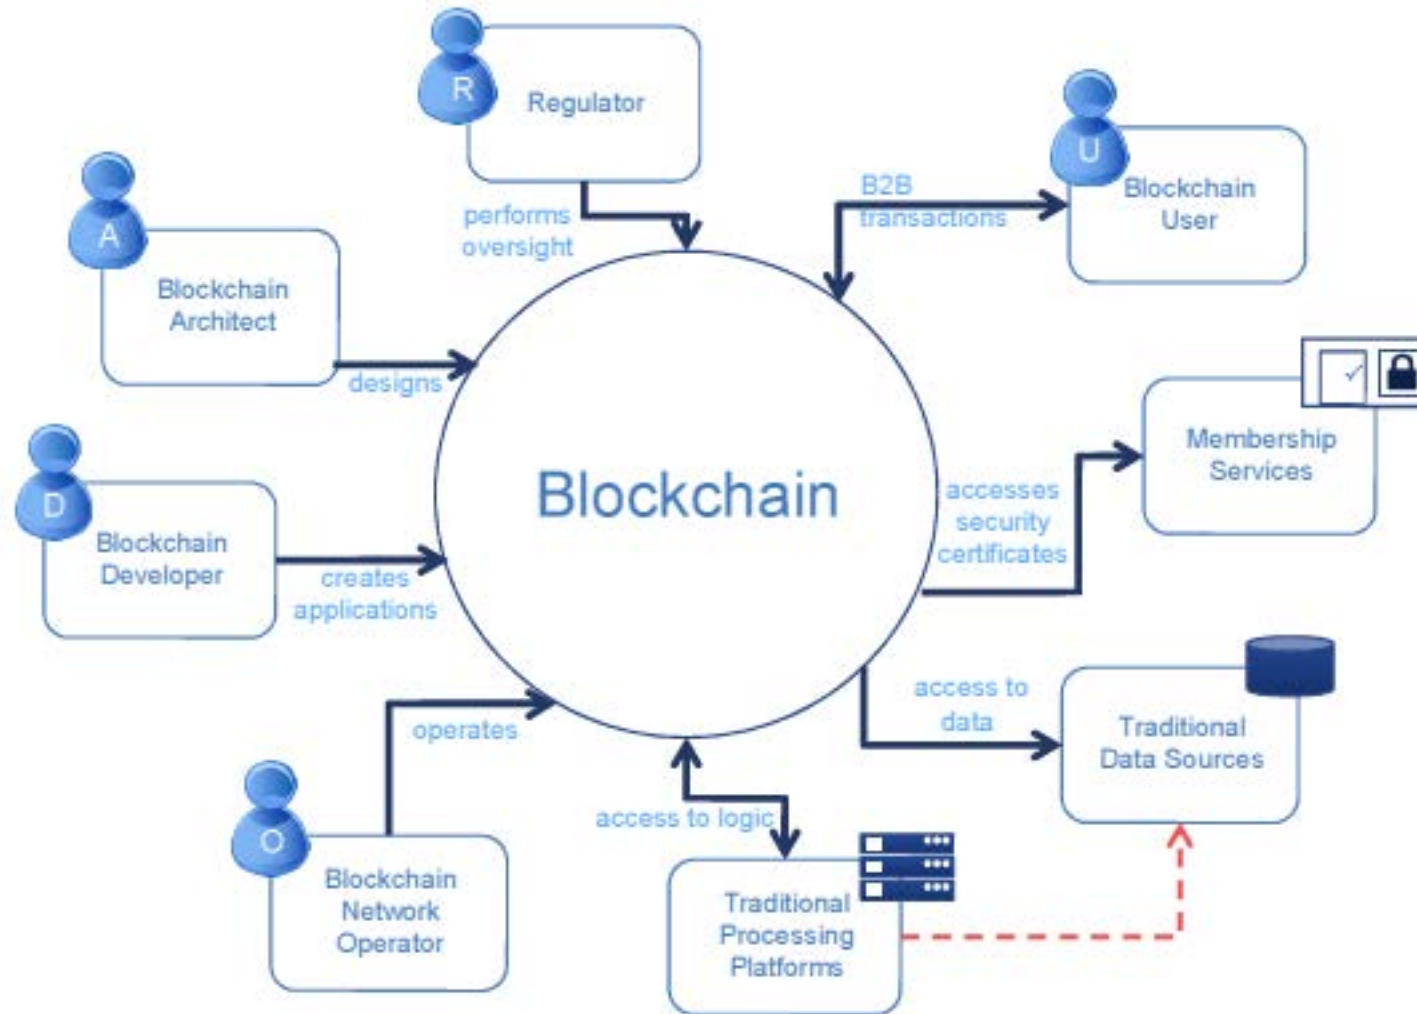 R
Regulator
U
Blockchain
User
B2B
transactions
performs
oversight
A
Blockchain
Architect
designs
Membership
Services
Blockchain
accesses
security
certificates
D
Blockchain
Developer
creates
applications
access to
data
Traditional
Data Sources
operates
access to logic
O
Blockchain
Network
Operator
Traditional
Processing
Platforms